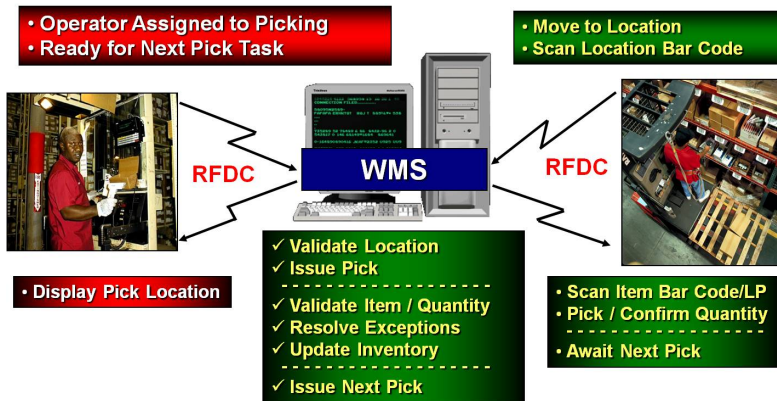 • Operator Assigned to Picking
• Ready for Next Pick Task
• Move to Location
• Scan Location Bar Code
RFDC
WMS
RFDC
• Display Pick Location
✓ Validate Location
✓ Issue Pick
✓ Validate Item / Quantity
✓ Resolve Exceptions
✓ Update Inventory
✓ Issue Next Pick
• Scan Item Bar Code/LP
• Pick / Confirm Quantity
• Await Next Pick